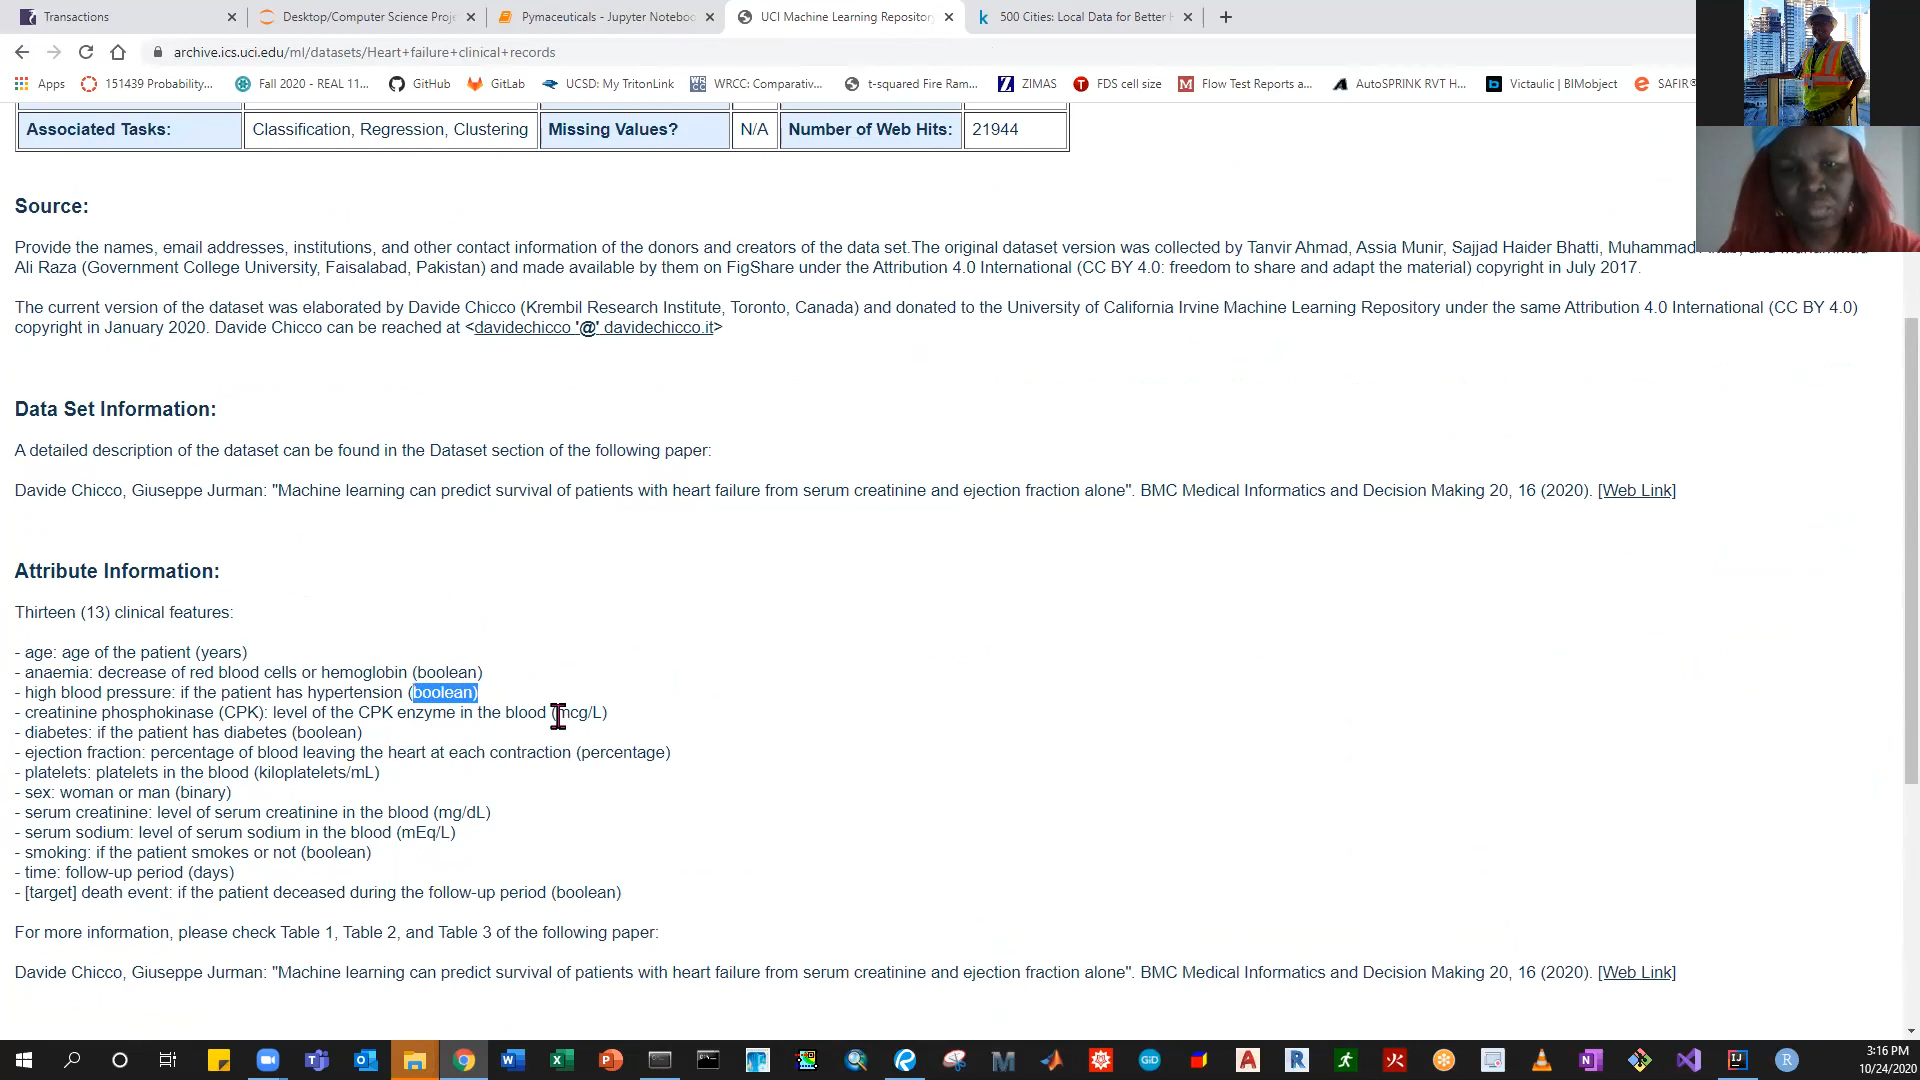 Transactions
Desktop/Computer Science Proje
Pymaceuticals - Jupyter Notebo
UCI Machine Learning Repository
500 Cities: Local Data for Better H
archive.ics.uci.edu/ml/datasets/Heart+failure+clinical+records
Apps
151439 Probability...
Fall 2020 - REAL 11...
GitHub
GitLab
UCSD: My TritonLink
WRCC: Comparativ...
t-squared Fire Ram...
ZIMAS
FDS cell size
Flow Test Reports a...
AutoSPRINK RVT H...
Victaulic | BIMobject
SAFIR®
Associated Tasks: Classification, Regression, Clustering Missing Values? N/A Number of Web Hits: 21944
Source:
Provide the names, email addresses, institutions, and other contact information of the donors and creators of the data set.The original dataset version was collected by Tanvir Ahmad, Assia Munir, Sajjad Haider Bhatti, Muhammad
Ali Raza (Government College University, Faisalabad, Pakistan) and made available by them on FigShare under the Attribution 4.0 International (CC BY 4.0: freedom to share and adapt the material) copyright in July 2017.
The current version of the dataset was elaborated by Davide Chicco (Krembil Research Institute, Toronto, Canada) and donated to the University of California Irvine Machine Learning Repository under the same Attribution 4.0 International (CC BY 4.0)
copyright in January 2020. Davide Chicco can be reached at <davidechicco '@' davidechicco.it>
Data Set Information:
A detailed description of the dataset can be found in the Dataset section of the following paper:
Davide Chicco, Giuseppe Jurman: "Machine learning can predict survival of patients with heart failure from serum creatinine and ejection fraction alone". BMC Medical Informatics and Decision Making 20, 16 (2020). [Web Link]
Attribute Information:
Thirteen (13) clinical features:
- age: age of the patient (years)
- anaemia: decrease of red blood cells or hemoglobin (boolean)
- high blood pressure: if the patient has hypertension (boolean)
- creatinine phosphokinase (CPK): level of the CPK enzyme in the blood (mcg/L)
- diabetes: if the patient has diabetes (boolean)
- ejection fraction: percentage of blood leaving the heart at each contraction (percentage)
- platelets: platelets in the blood (kiloplatelets/mL)
- sex: woman or man (binary)
- serum creatinine: level of serum creatinine in the blood (mg/dL)
- serum sodium: level of serum sodium in the blood (mEq/L)
- smoking: if the patient smokes or not (boolean)
- time: follow-up period (days)
- [target] death event: if the patient deceased during the follow-up period (boolean)
For more information, please check Table 1, Table 2, and Table 3 of the following paper:
Davide Chicco, Giuseppe Jurman: "Machine learning can predict survival of patients with heart failure from serum creatinine and ejection fraction alone". BMC Medical Informatics and Decision Making 20, 16 (2020). [Web Link]
3:16 PM
10/24/2020